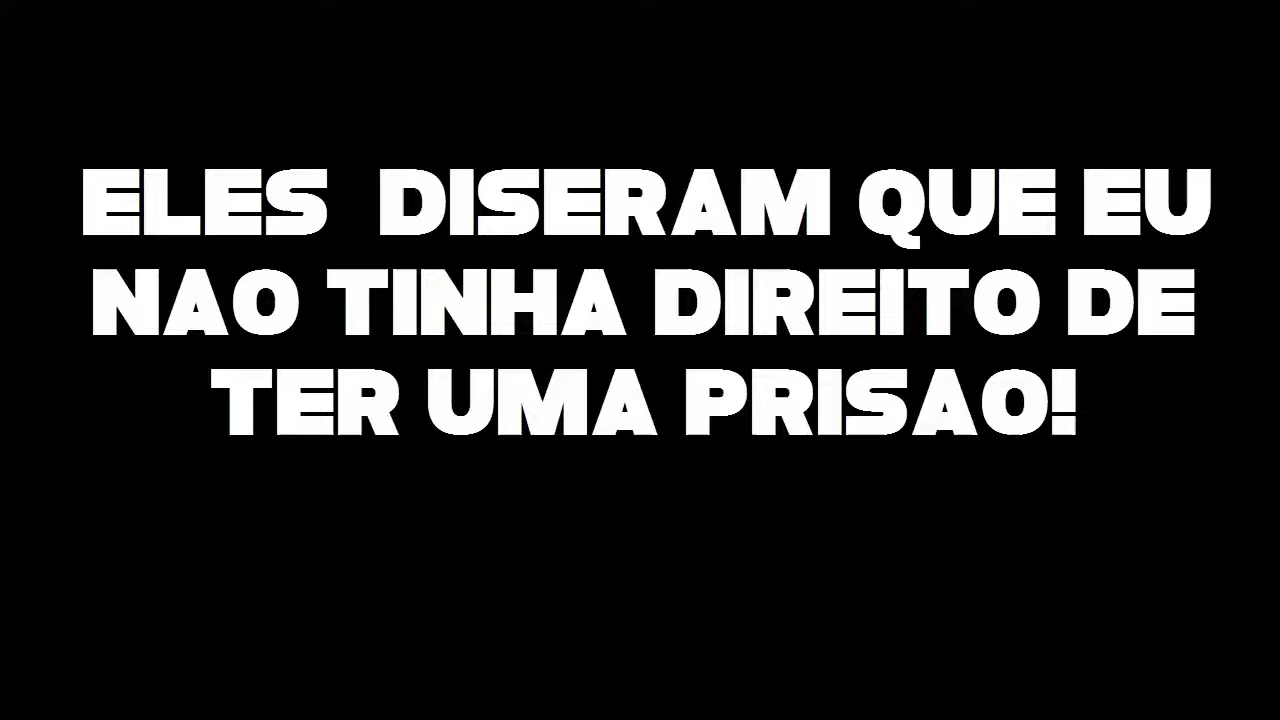 ELES DISERAM QUE EU
NAO TINHA DIREITO DE
TER UMA PRISAO!